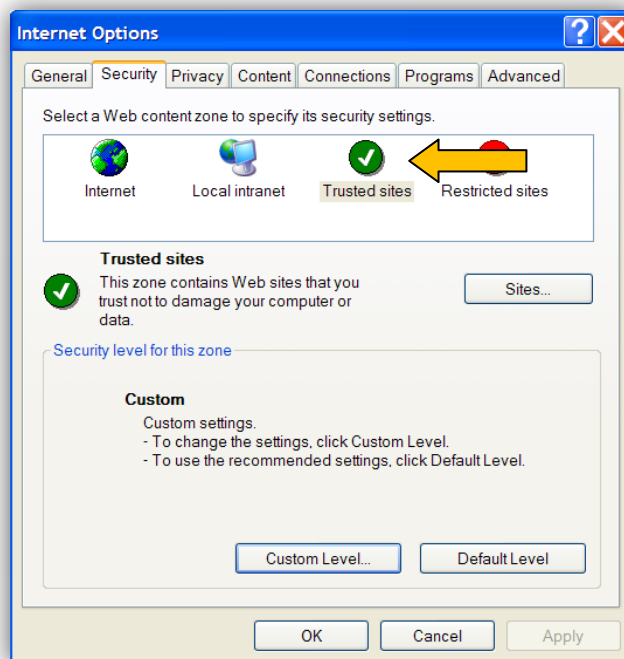 Internet Options
General Security Privacy Content Connections Programs Advanced
Select a Web content zone to specify its security settings.
Internet Local intranet Trusted sites Restricted sites
Trusted sites
This zone contains Web sites that you
trust not to damage your computer or
data.
Sites...
Security level for this zone
Custom
Custom settings.
- To change the settings, click Custom Level.
- To use the recommended settings, click Default Level.
Custom Level... Default Level
OK Cancel Apply